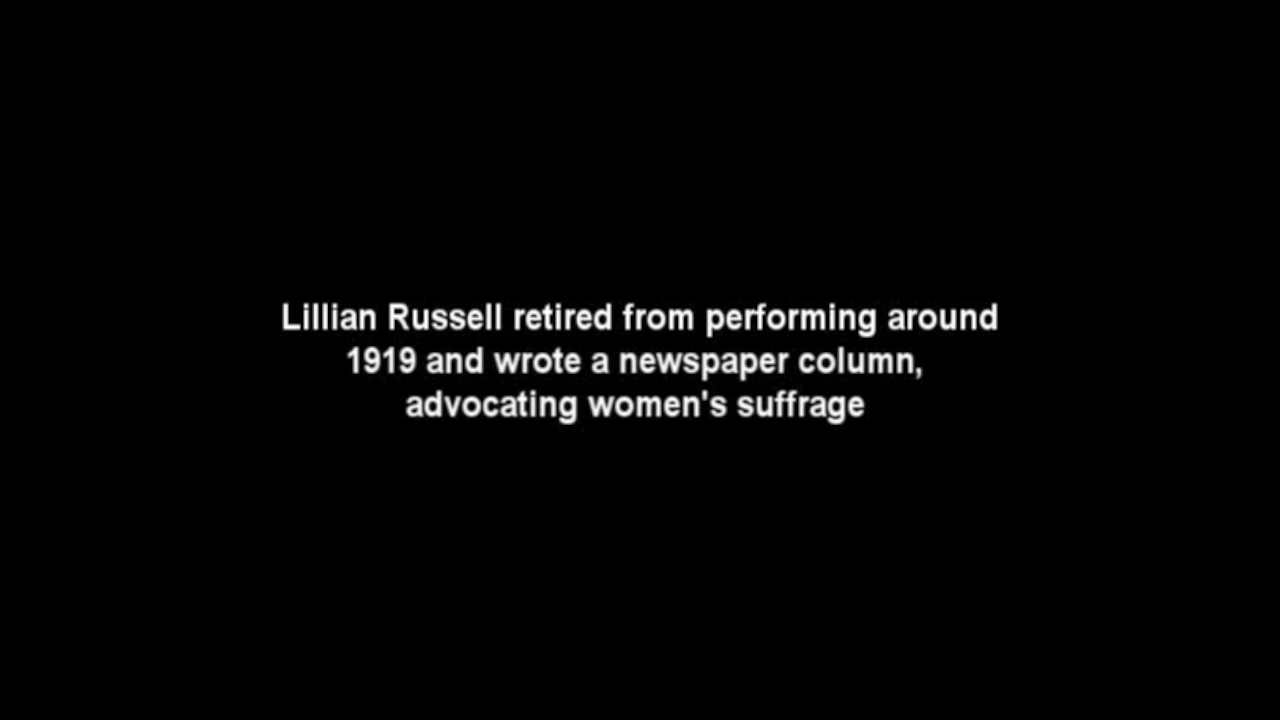 Lillian Russell retired from performing around
1919 and wrote a newspaper column,
advocating women's suffrage